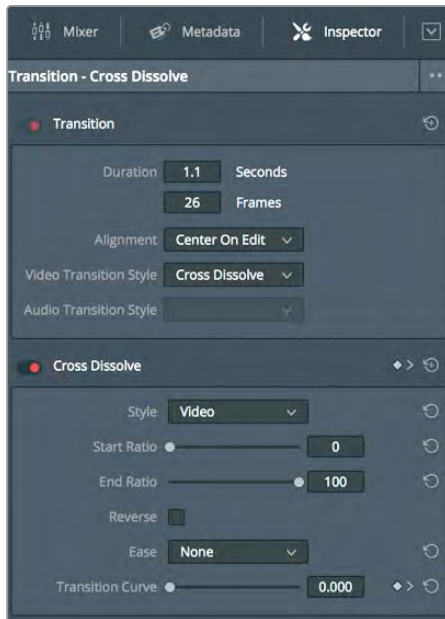 Mixer Metadata Inspector
Transition - Cross Dissolve
Transition
Duration 1.1 Seconds
26 Frames
Alignment Center On Edit
Video Transition Style Cross Dissolve
Audio Transition Style
Cross Dissolve
Style Video
Start Ratio 0
End Ratio 100
Reverse
Ease None
Transition Curve 0.000